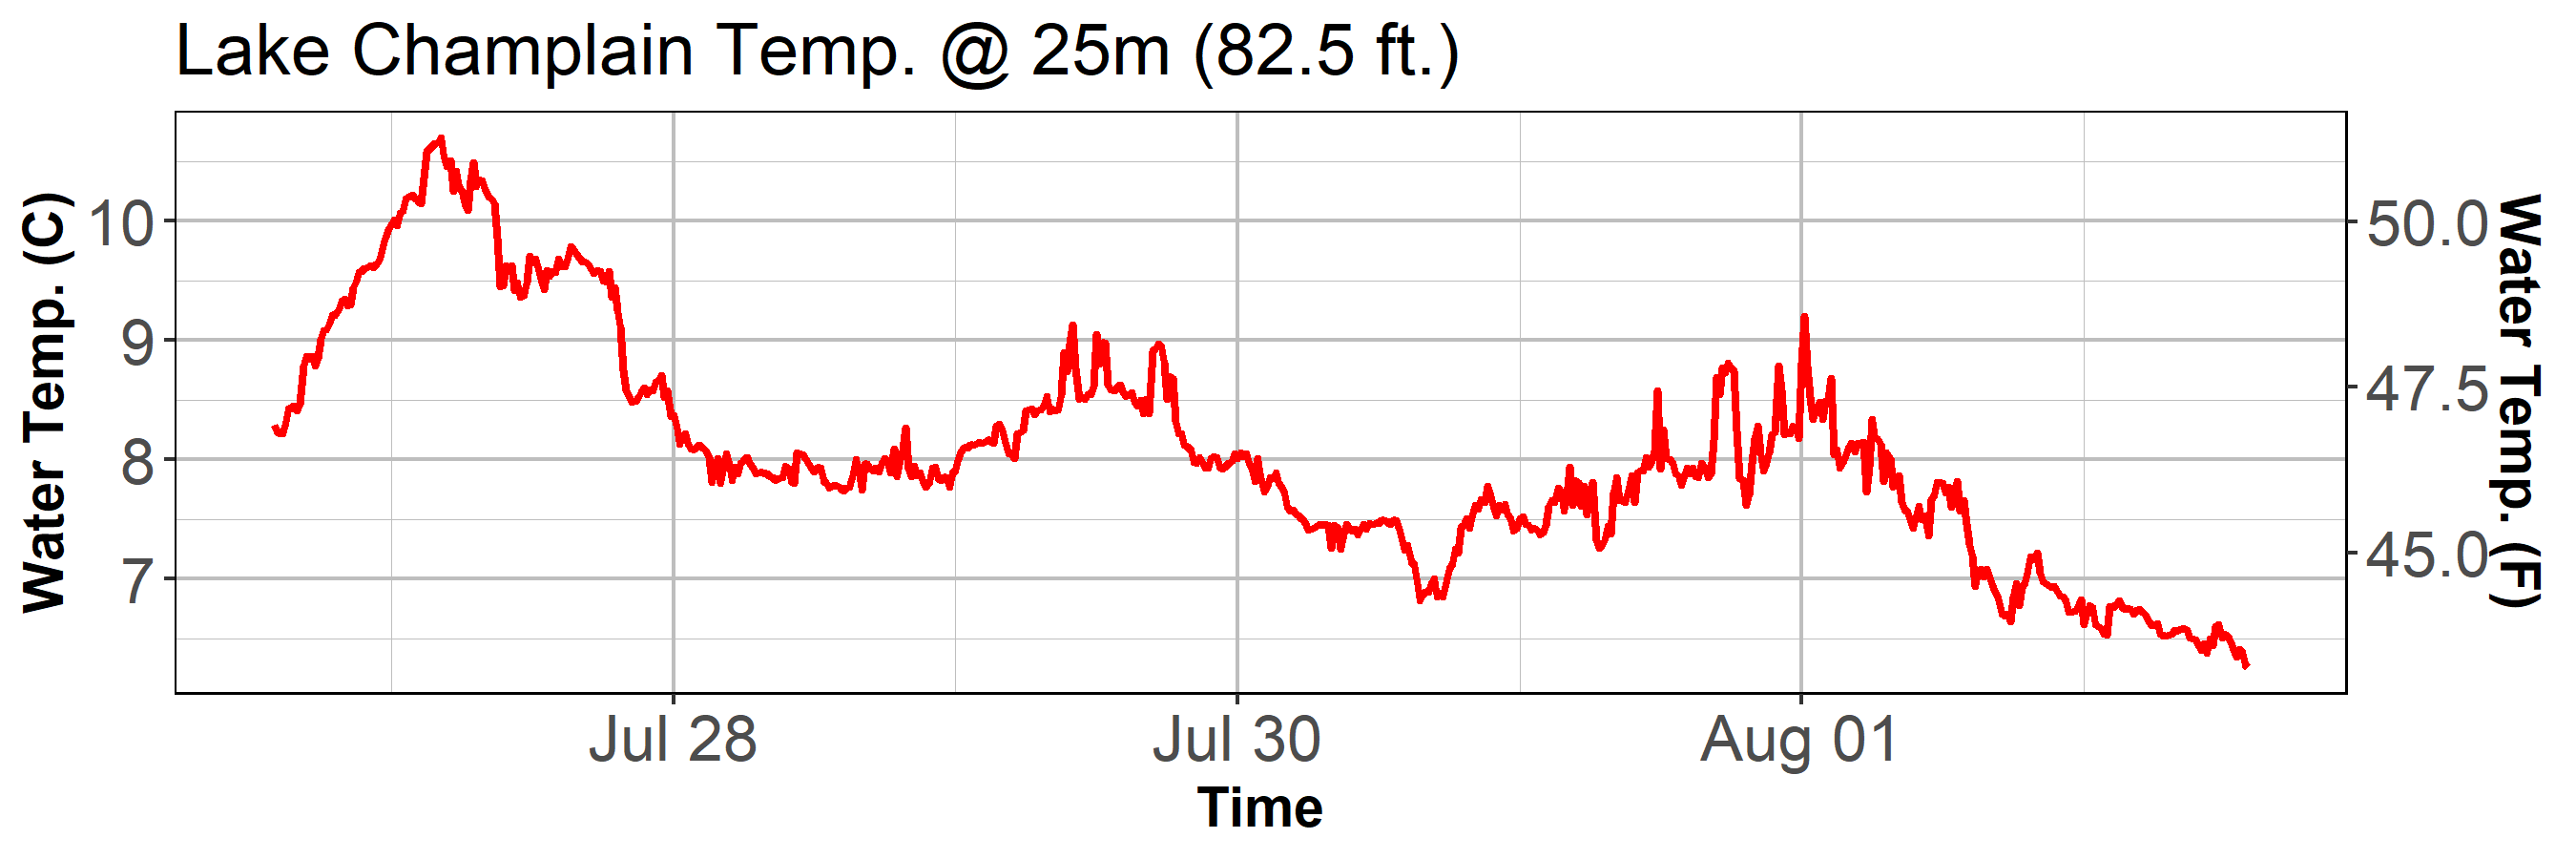 Lake Champlain Temp. @ 25m (82.5 ft.)
Water Temp. (C)
10
9
8
7
50.0
47.5
45.0
Water Temp. (F)
Jul 28
Jul 30
Aug 01
Time